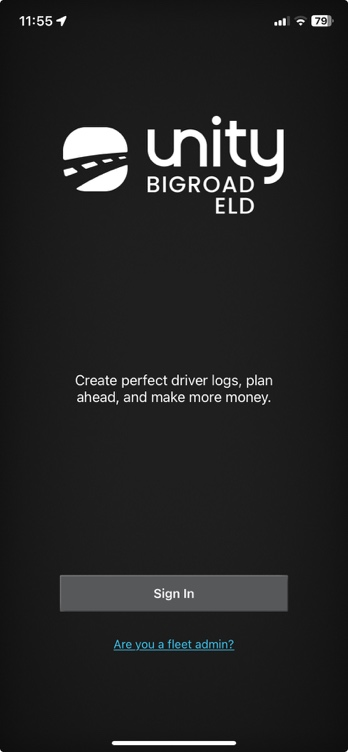 11:55
79
unity
BIGROAD
ELD
Create perfect driver logs, plan
ahead, and make more money.
Sign In
Are you a fleet admin?